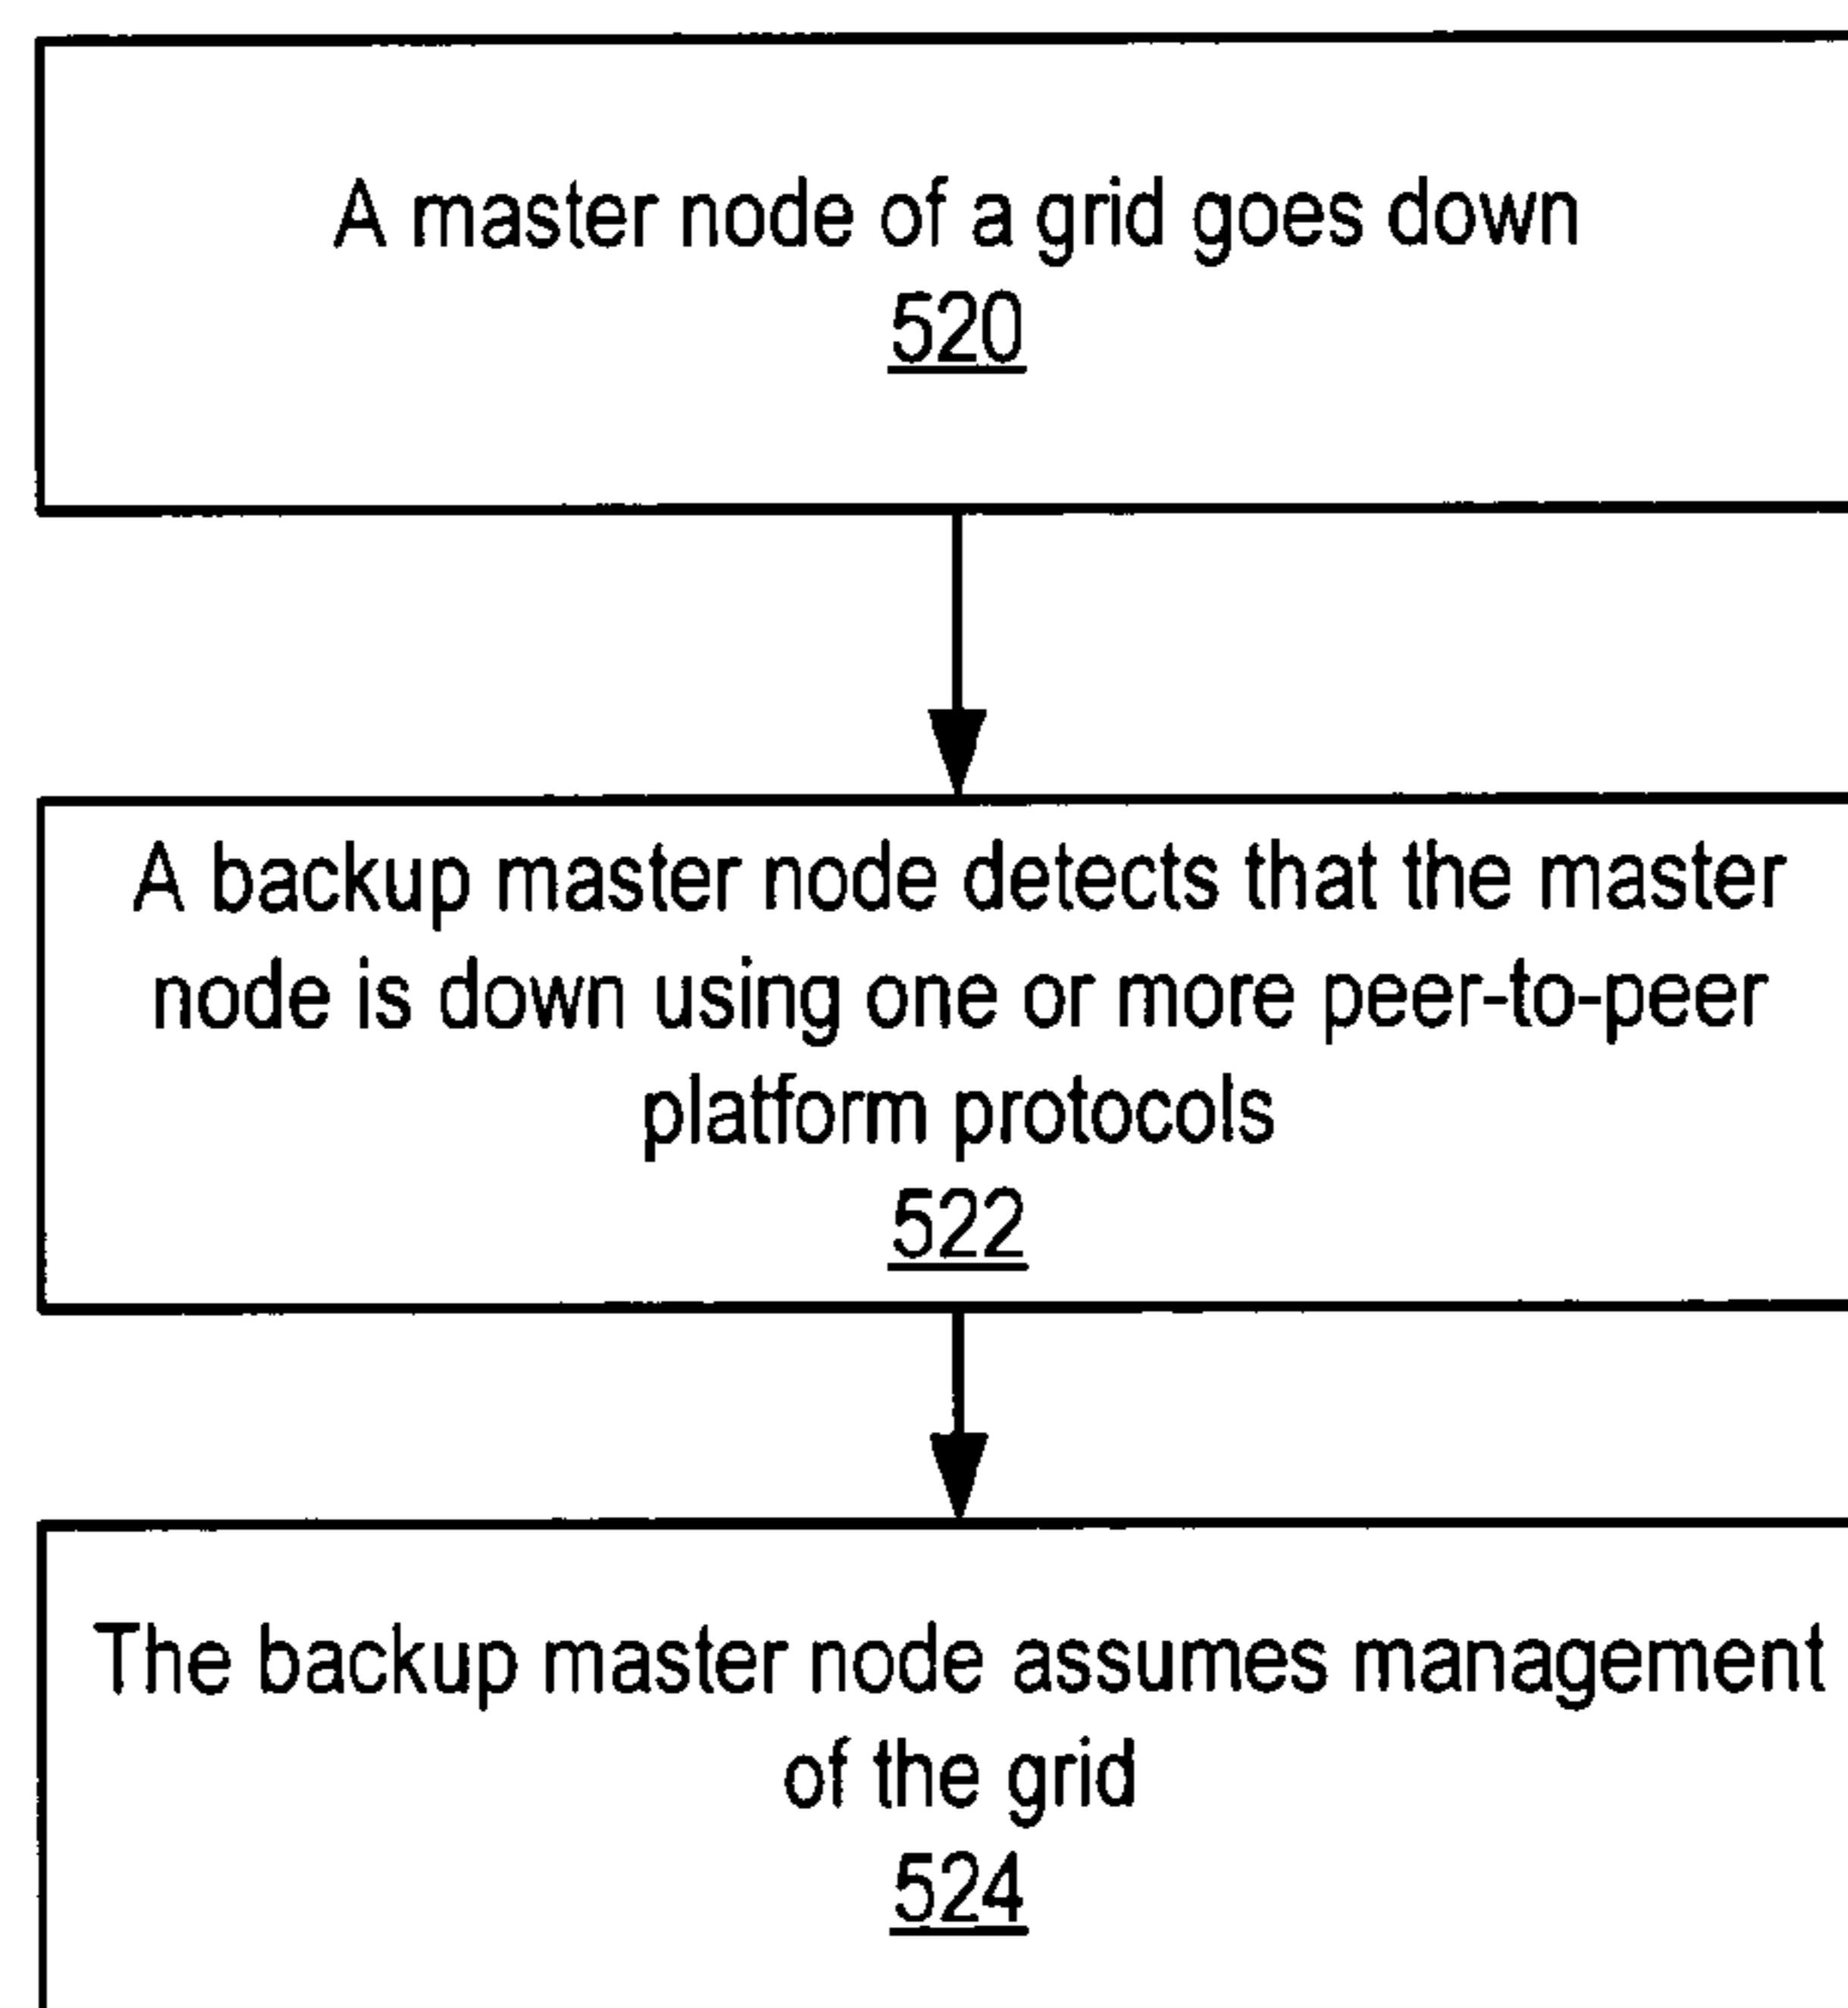 A master node of a grid goes down
520
A backup master node detects that the master
node is down using one or more peer-to-peer
platform protocols
522
The backup master node assumes management
of the grid
524